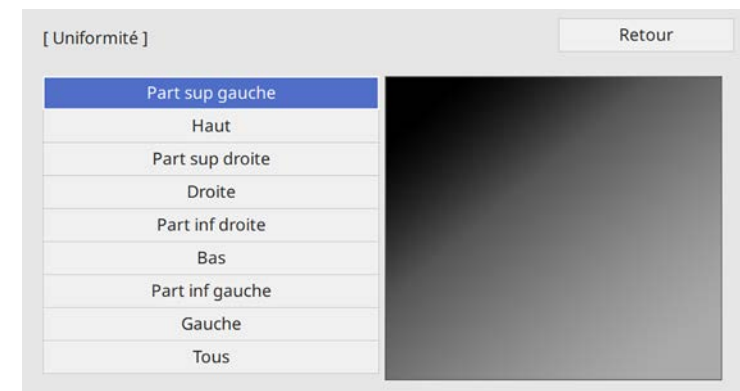 [ Uniformité ]
Retour
Part sup gauche
Haut
Part sup droite
Droite
Part inf droite
Bas
Part inf gauche
Gauche
Tous